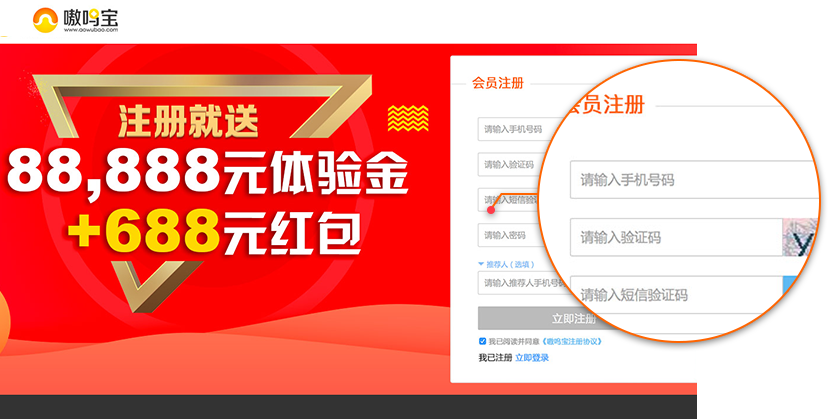 嗷呜宝
www.aowubao.com
注册就送
88,888元体验金
+688元红包
会员注册
请输入手机号码
请输入验证码
请输入短信验证
请输入密码
推荐人（选填）
请输入推荐人手机号码
立即注册
我已阅读并同意《嗷呜宝注册协议》
我已注册 立即登录
会员注册
请输入手机号码
请输入验证码
请输入短信验证码